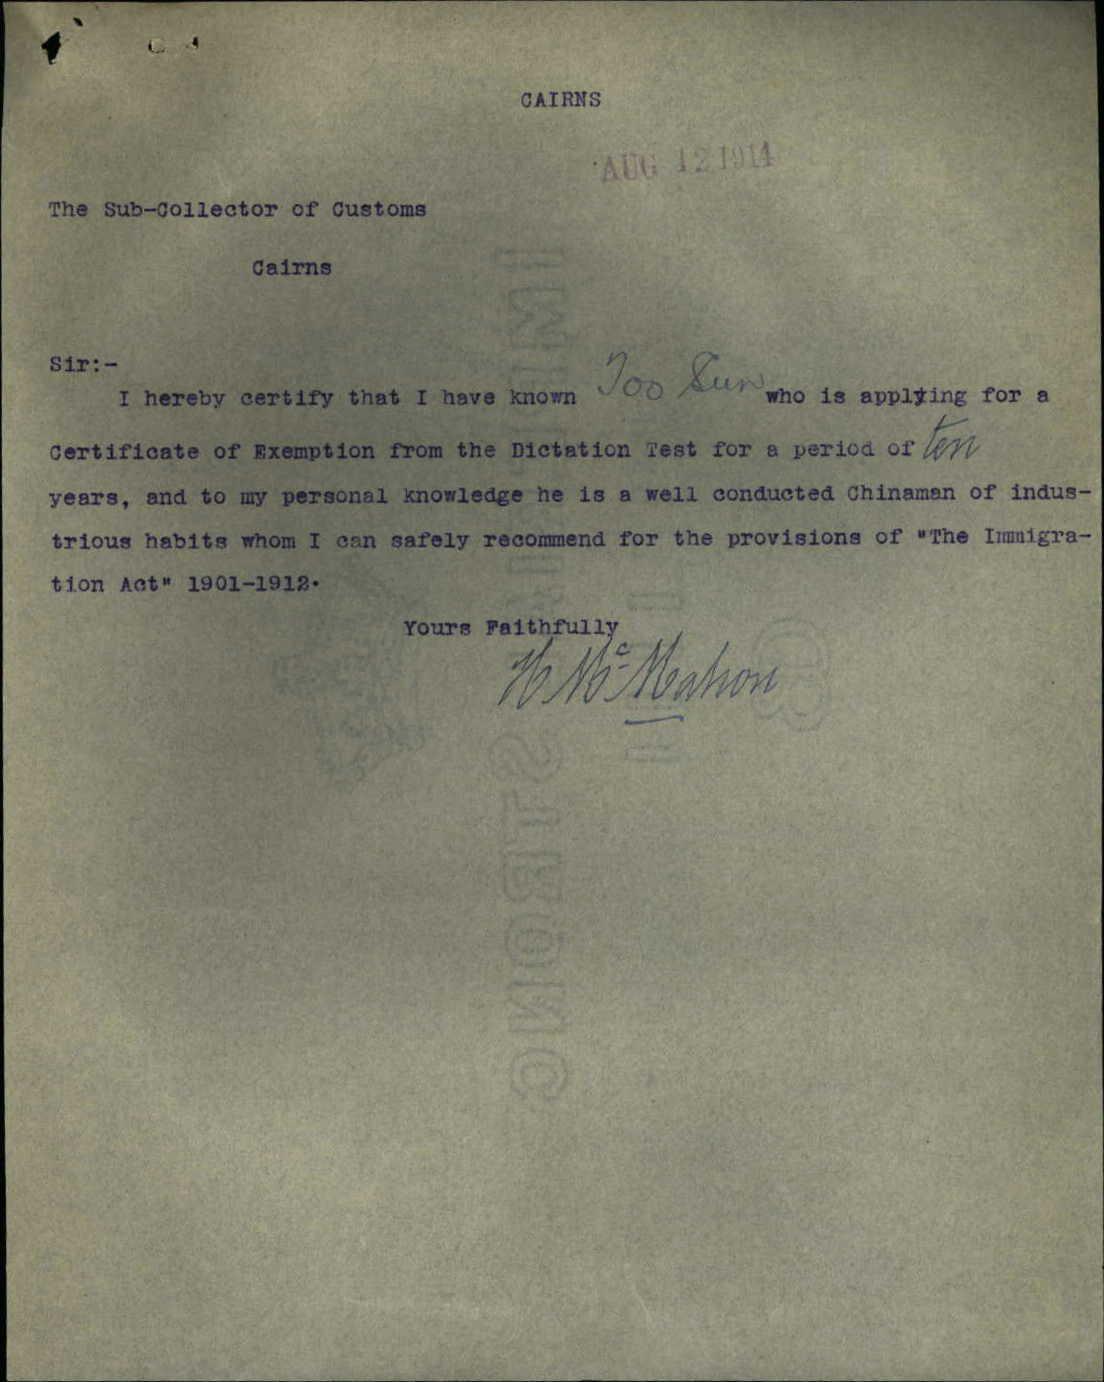 CAIRNS
AUG 12 1914
The Sub-Collector of Customs
Cairns
Sir:-
I hereby certify that I have known Too Sun who is applying for a
Certificate of Exemption from the Dictation Test for a period of ten
years, and to my personal knowledge he is a well conducted Chinaman of indus-
trious habits whom I can safely recommend for the provisions of "The Immigra-
tion Act" 1901-1912.
Yours Faithfully
H McMahon